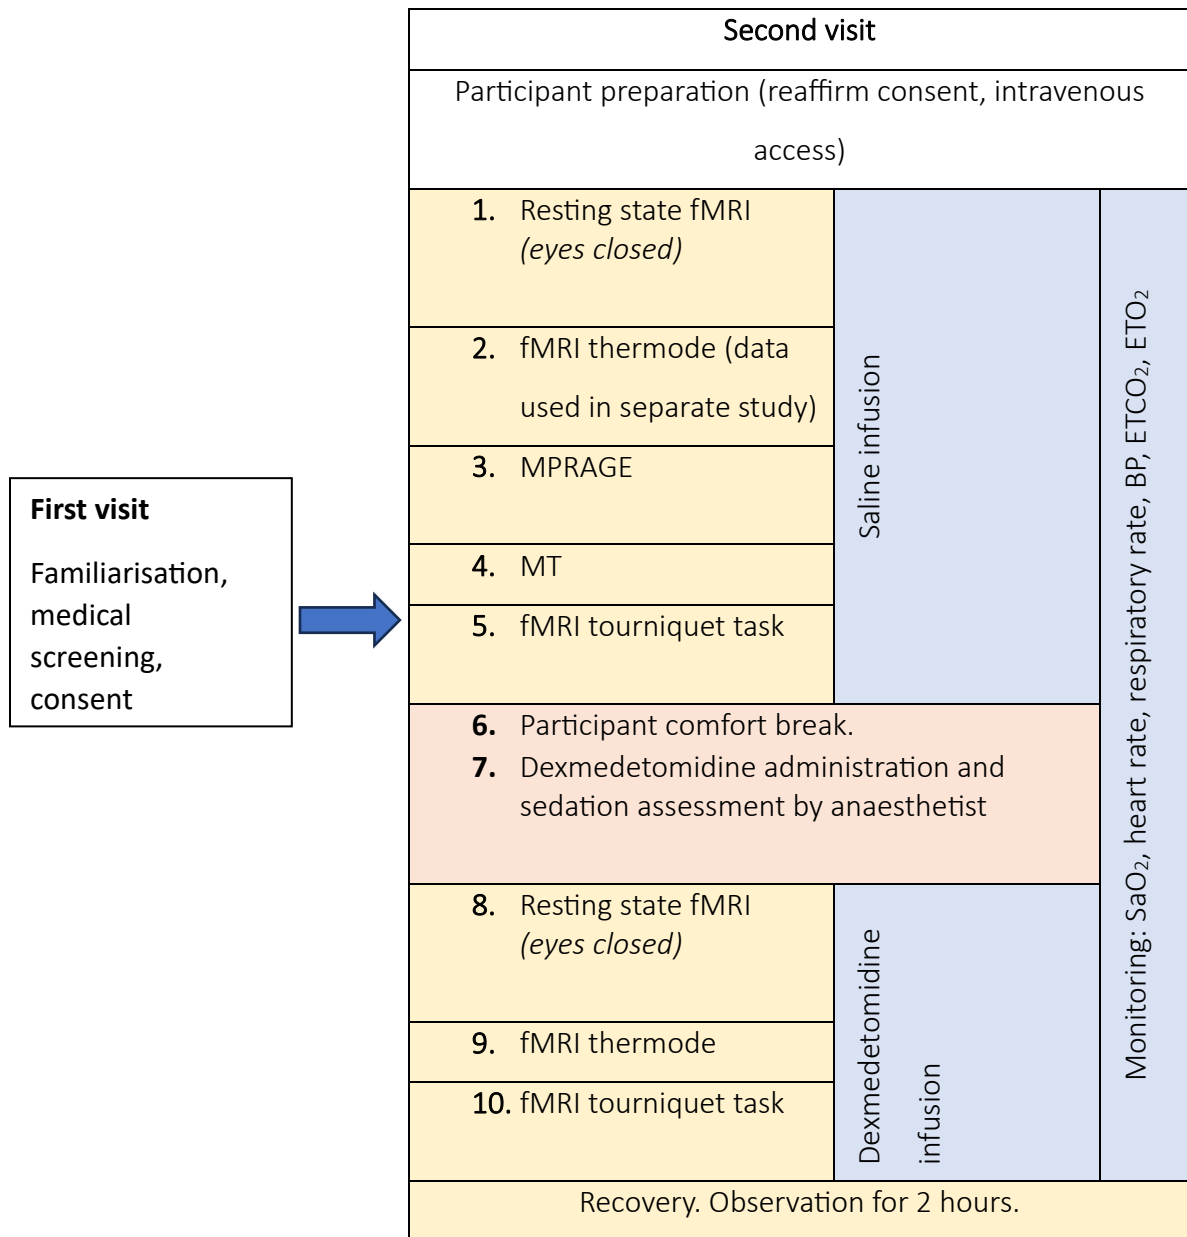 Second visit
Participant preparation (reaffirm consent, intravenous
access)
First visit
Familiarisation,
medical
screening,
consent
1. Resting state fMRI
(eyes closed)
2. fMRI thermode (data
used in separate study)
3. MPRAGE
4. MT
5. fMRI tourniquet task
Saline infusion
6. Participant comfort break.
7. Dexmedetomidine administration and
sedation assessment by anaesthetist
8. Resting state fMRI
(eyes closed)
9. fMRI thermode
10. fMRI tourniquet task
Dexmedetomidine
infusion
Monitoring: SaO₂, heart rate, respiratory rate, BP, ETCO₂, ETO₂
Recovery. Observation for 2 hours.